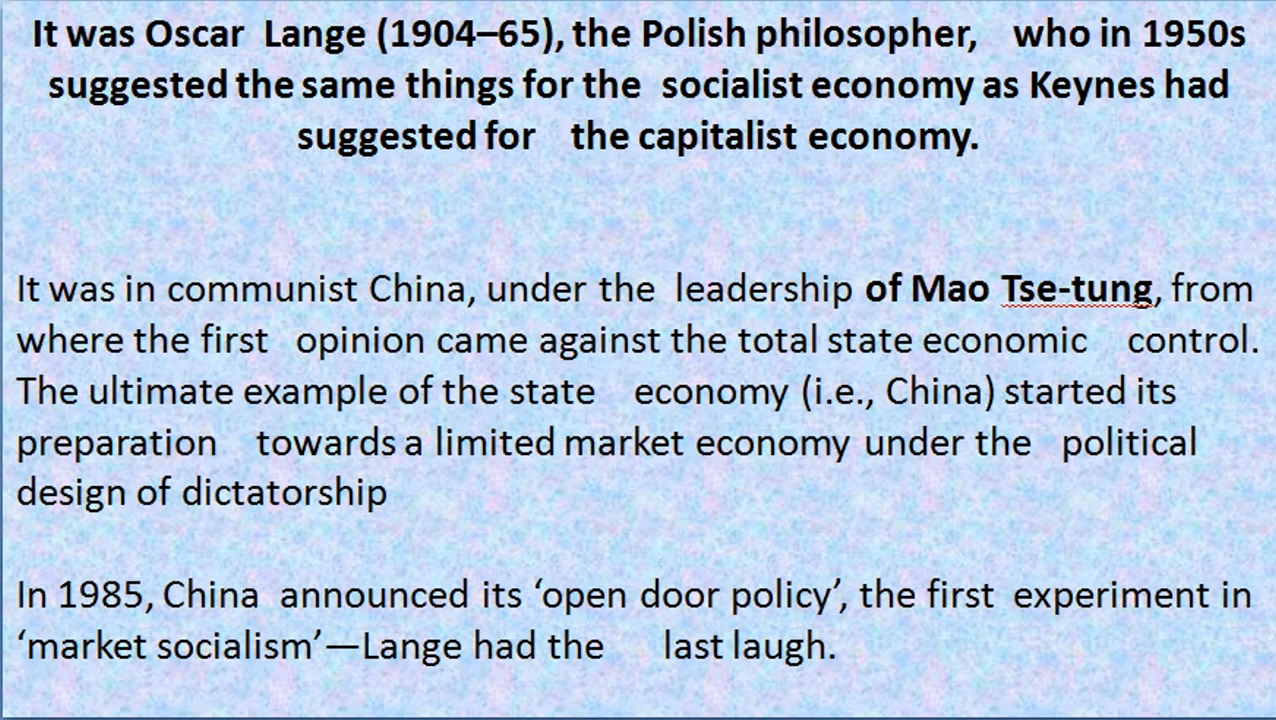 It was Oscar Lange (1904–65), the Polish philosopher, who in 1950s
suggested the same things for the socialist economy as Keynes had
suggested for the capitalist economy.
It was in communist China, under the leadership of Mao Tse-tung, from
where the first opinion came against the total state economic control.
The ultimate example of the state economy (i.e., China) started its
preparation towards a limited market economy under the political
design of dictatorship
In 1985, China announced its ‘open door policy’, the first experiment in
‘market socialism’—Lange had the last laugh.